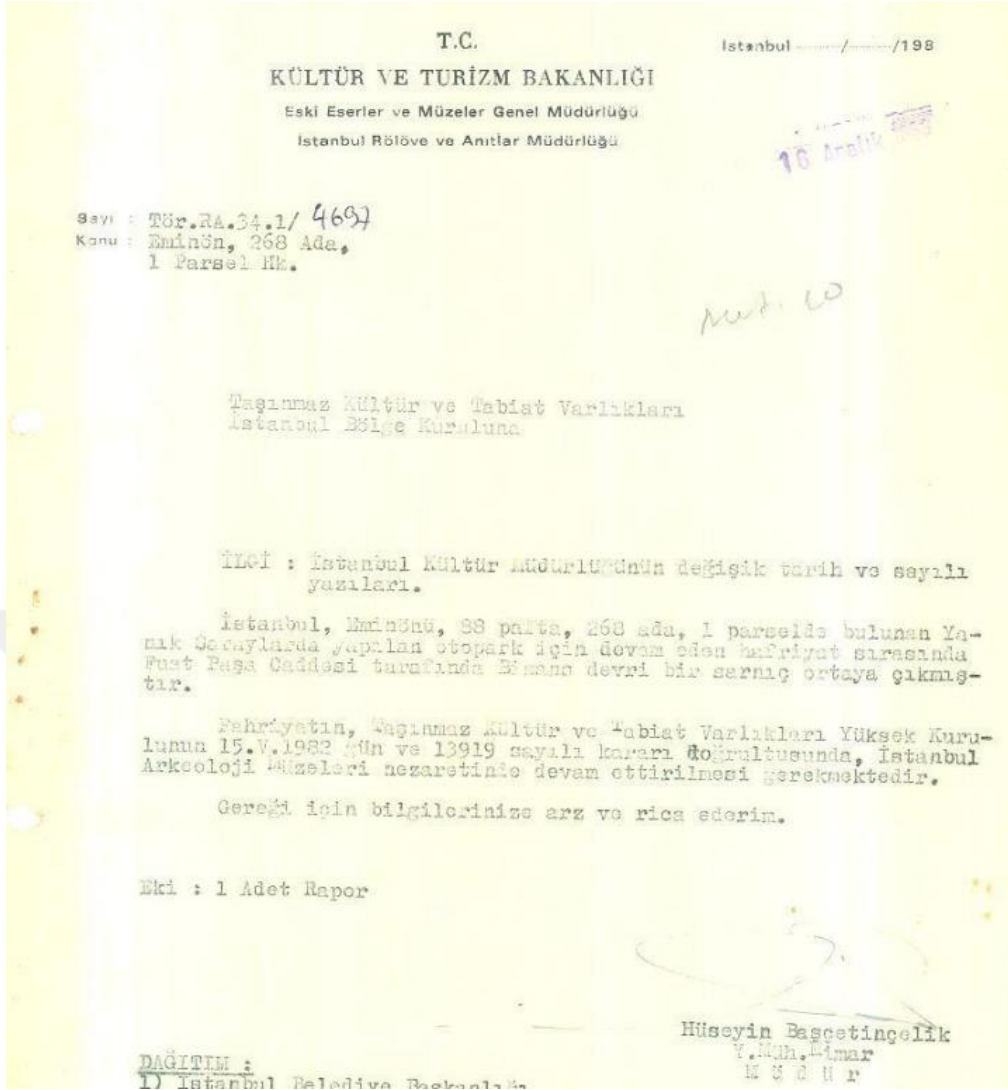 T.C.
İstanbul ......../......../198
KÜLTÜR VE TURİZM BAKANLIĞI
Eski Eserler ve Müzeler Genel Müdürlüğü
İstanbul Rölöve ve Anıtlar Müdürlüğü
16 Aralık
Sayı : Tör.RA.34.1/ 4697
Konu : Eminön, 268 Ada,
1 Parsel Hk.
Taşınmaz Kültür ve Tabiat Varlıkları
İstanbul Bölge Kuruluna
İLGİ : İstanbul Kültür Müdürlüğünün değişik tarih ve sayılı
yazıları.
İstanbul, Eminönü, 88 pafta, 268 ada, 1 parselde bulunan Ya-
nık Saraylarda yapılan otopark için devam eden hafriyat sırasında
Fuat Paşa Caddesi tarafında Bizans devri bir sarnıç ortaya çıkmış-
tır.
Fahriyatın, Taşınmaz Kültür ve Tabiat Varlıkları Yüksek Kuru-
lunun 15.V.1982 gün ve 13919 sayılı kararı doğrultusunda, İstanbul
Arkeoloji Müzeleri nezaretinde devam ettirilmesi gerekmektedir.
Gereği için bilgilerinize arz ve rica ederim.
Eki : 1 Adet Rapor
Hüseyin Başçetinçelik
Y.Müh.Mimar
M ü d ü r
DAĞITIM :
1) İstanbul Belediye Başkanlığı